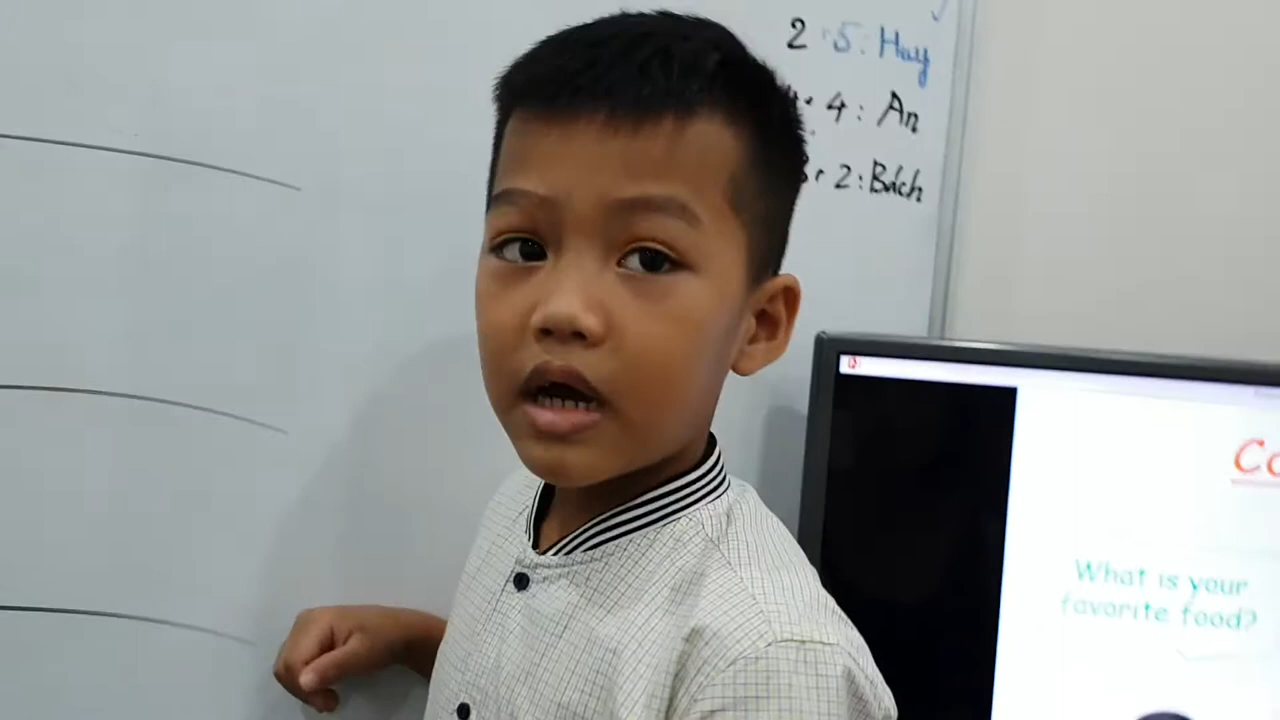 2 · 5 : Huy
4 : An
2 : Bách
What is your
favorite food?